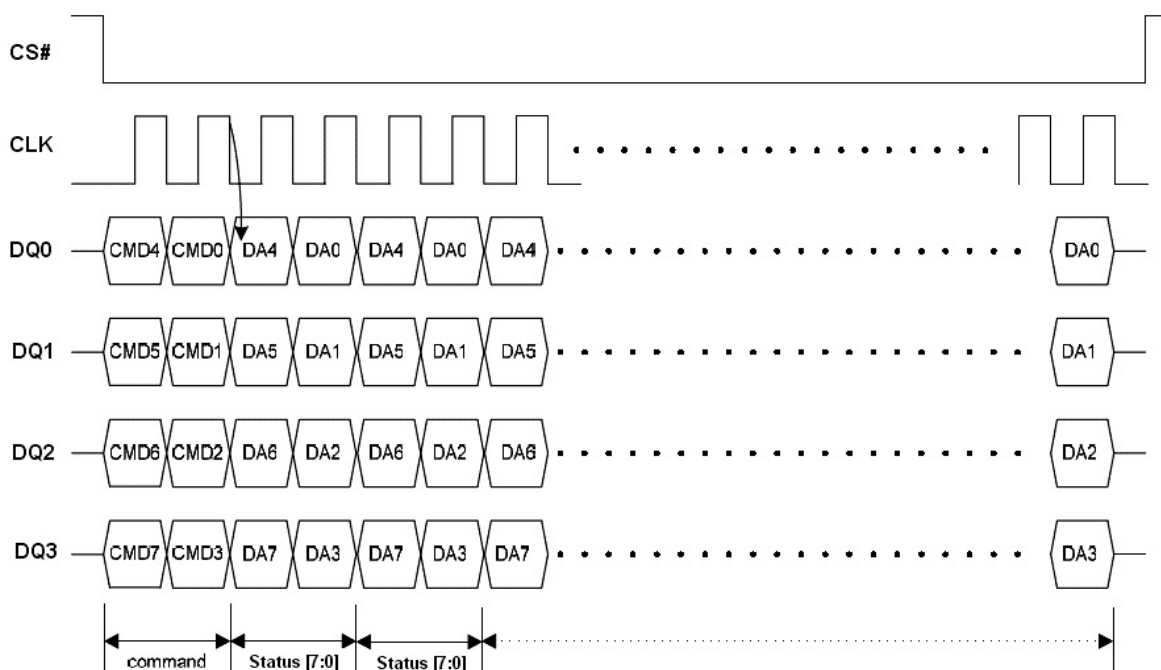 CS#
CLK
DQ0 CMD4 CMD0 DA4 DA0 DA4 DA0 DA4 DA0
DQ1 CMD5 CMD1 DA5 DA1 DA5 DA1 DA5 DA1
DQ2 CMD6 CMD2 DA6 DA2 DA6 DA2 DA6 DA2
DQ3 CMD7 CMD3 DA7 DA3 DA7 DA3 DA7 DA3
command Status [7:0] Status [7:0]